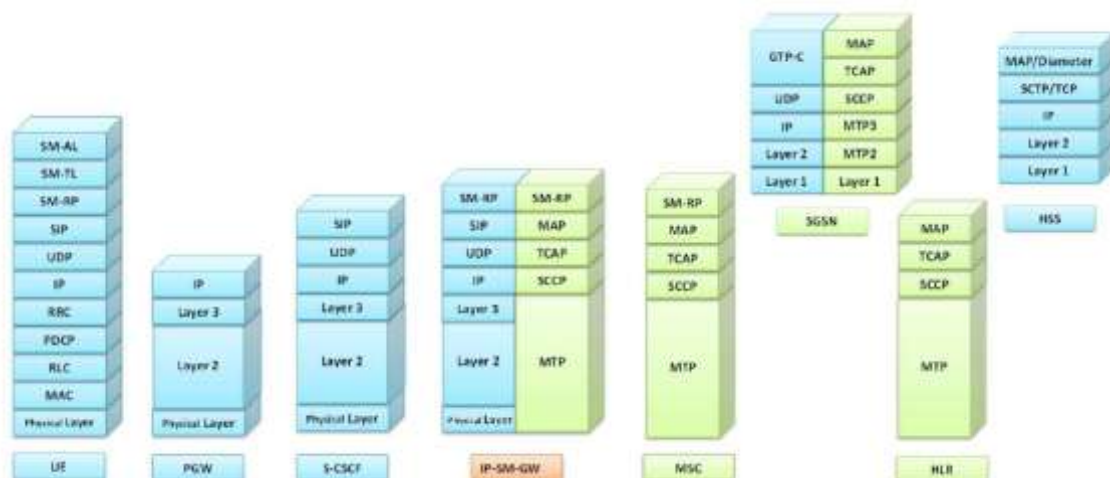 SM-AL
SM-TL
SM-RP
SIP
UDP
IP
RRC
PDCP
RLC
MAC
Physical Layer
UE
IP
Layer 3
Layer 2
Physical Layer
PGW
SIP
UDP
IP
Layer 3
Layer 2
Physical Layer
S-CSCF
SM-RP SM-RP
SIP MAP
UDP TCAP
IP SCCP
Layer 3
Layer 2 MTP
Physical Layer
IP-SM-GW
SM-RP
MAP
TCAP
SCCP
MTP
MSC
GTP-C MAP
TCAP
UDP SCCP
IP MTP3
Layer 2 MTP2
Layer 1 Layer 1
SGSN
MAP
TCAP
SCCP
MTP
HLR
MAP/Diameter
SCTP/TCP
IP
Layer 2
Layer 1
HSS